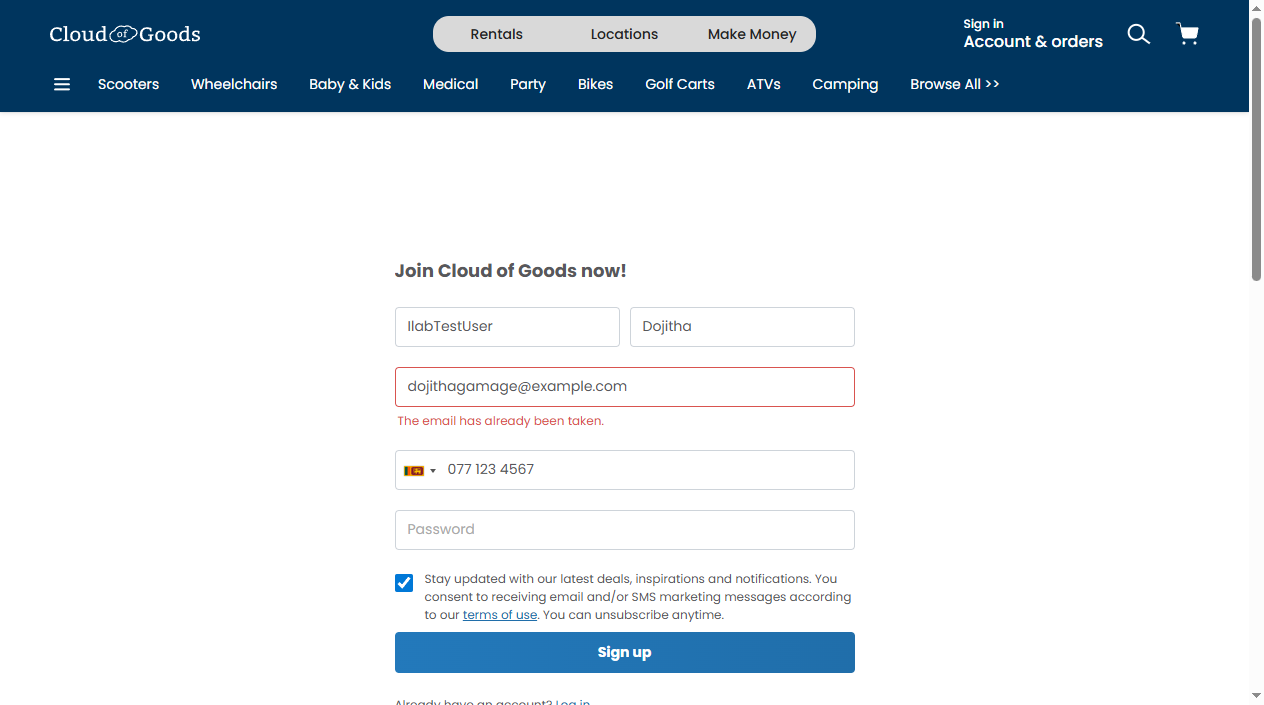 Cloud of Goods
Rentals
Locations
Make Money
Sign in
Account & orders
Scooters
Wheelchairs
Baby & Kids
Medical
Party
Bikes
Golf Carts
ATVs
Camping
Browse All >>
Join Cloud of Goods now!
IlabTestUser
Dojitha
dojithagamage@example.com
The email has already been taken.
077 123 4567
Password
Stay updated with our latest deals, inspirations and notifications. You
consent to receiving email and/or SMS marketing messages according
to our terms of use. You can unsubscribe anytime.
Sign up
Already have an account? Log in